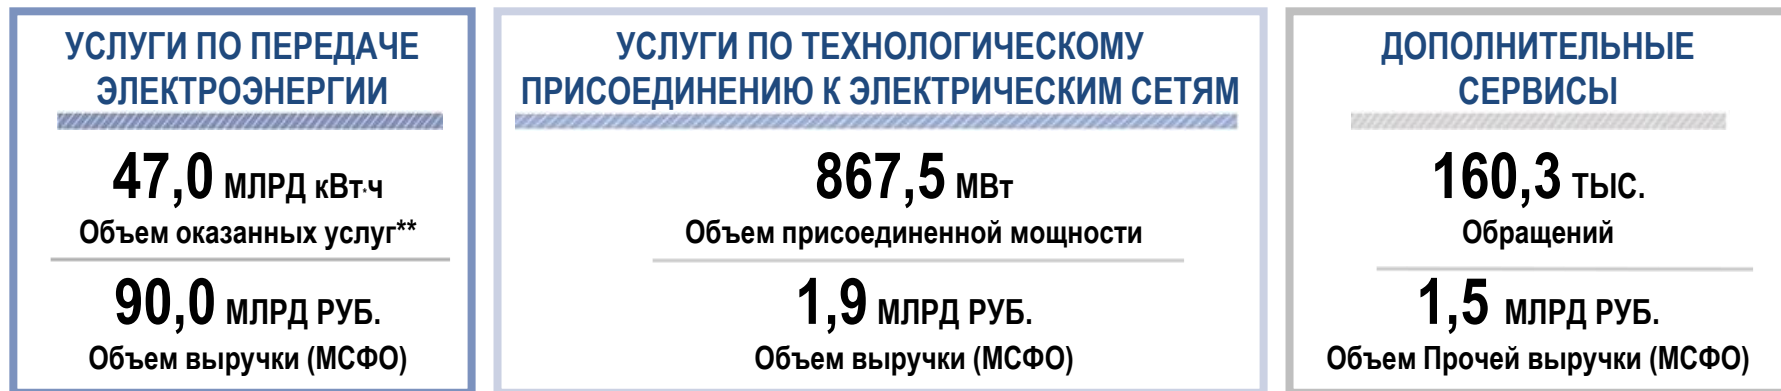 УСЛУГИ ПО ПЕРЕДАЧЕ
ЭЛЕКТРОЭНЕРГИИ
47,0 МЛРД кВт·ч
Объем оказанных услуг**
90,0 МЛРД РУБ.
Объем выручки (МСФО)
УСЛУГИ ПО ТЕХНОЛОГИЧЕСКОМУ
ПРИСОЕДИНЕНИЮ К ЭЛЕКТРИЧЕСКИМ СЕТЯМ
867,5 МВт
Объем присоединенной мощности
1,9 МЛРД РУБ.
Объем выручки (МСФО)
ДОПОЛНИТЕЛЬНЫЕ
СЕРВИСЫ
160,3 ТЫС.
Обращений
1,5 МЛРД РУБ.
Объем Прочей выручки (МСФО)